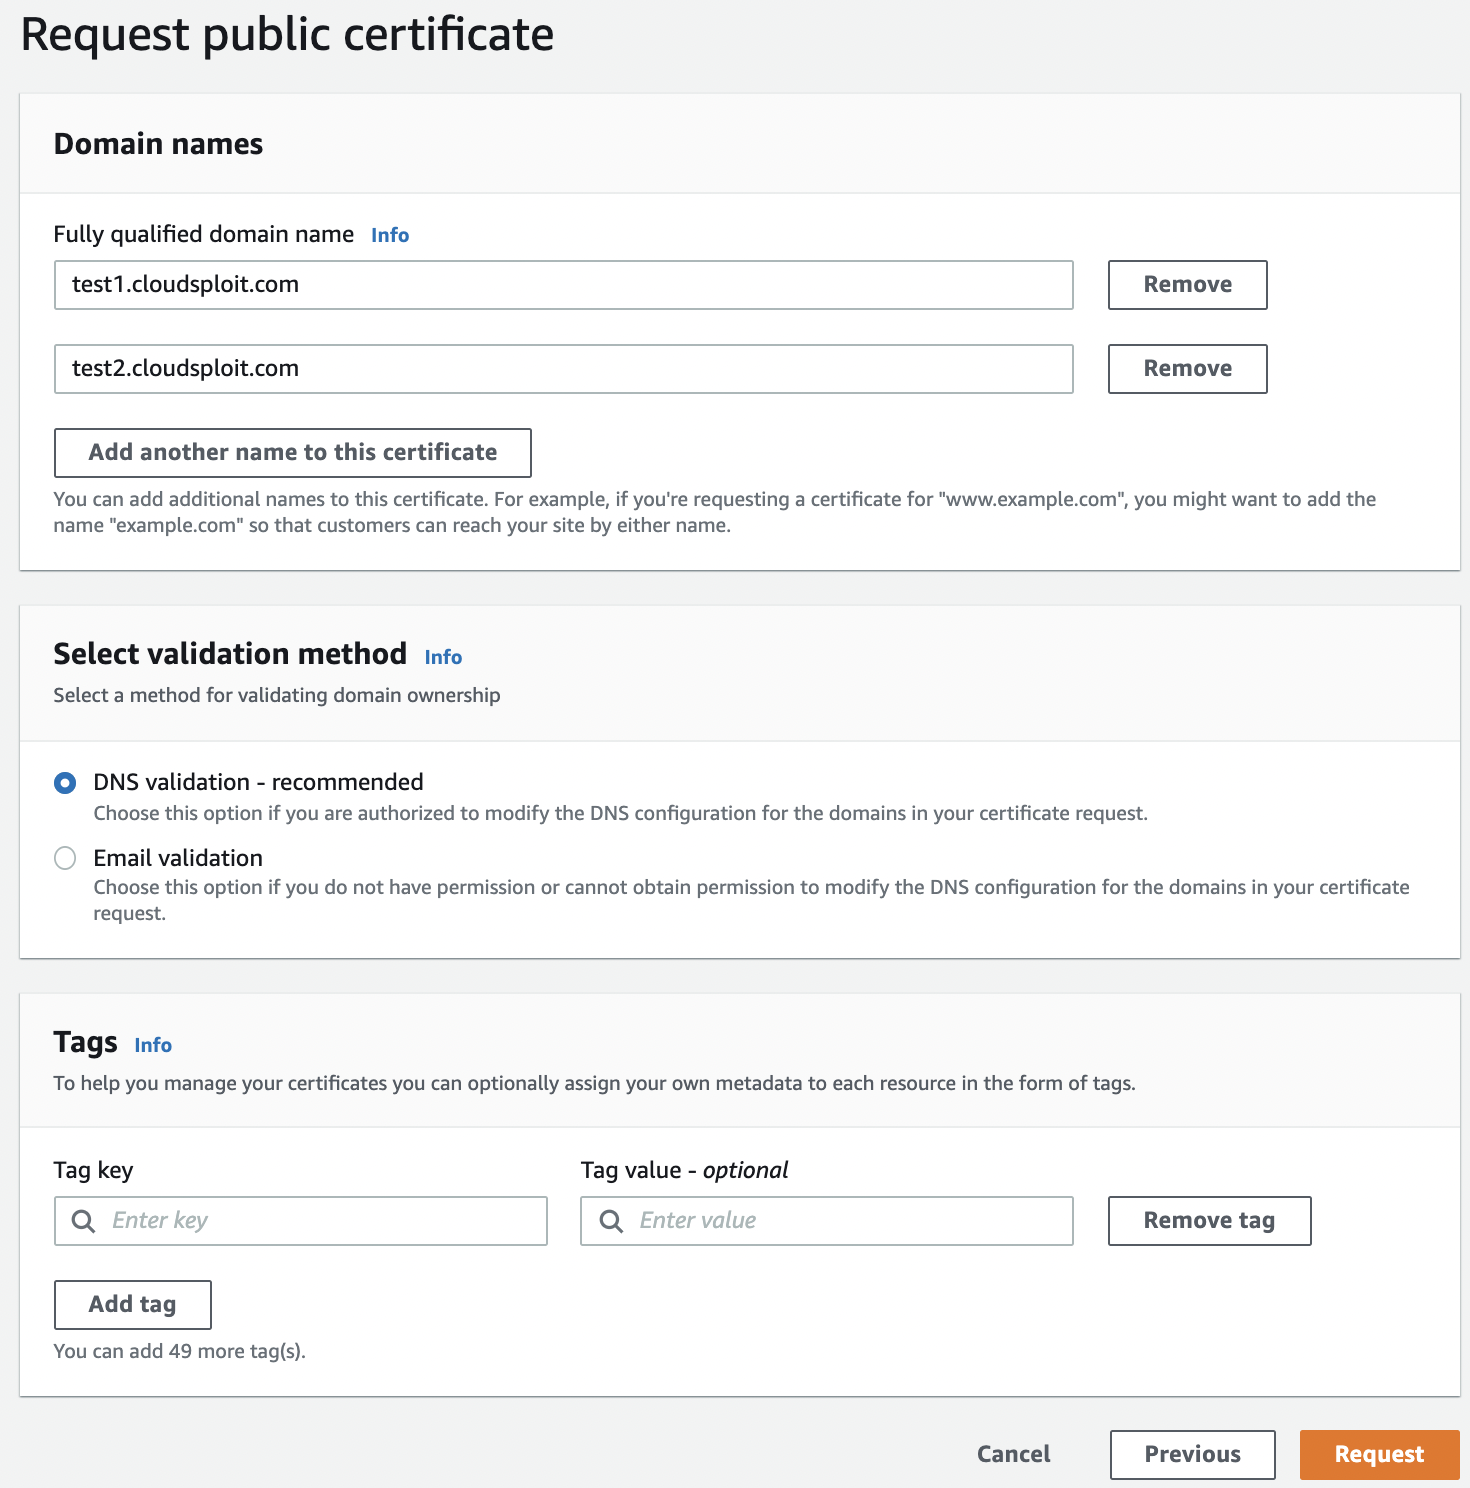 Request public certificate
Domain names
Fully qualified domain name Info
test1.cloudsploit.com Remove
test2.cloudsploit.com Remove
Add another name to this certificate
You can add additional names to this certificate. For example, if you're requesting a certificate for "www.example.com", you might want to add the
name "example.com" so that customers can reach your site by either name.
Select validation method Info
Select a method for validating domain ownership
DNS validation - recommended
Choose this option if you are authorized to modify the DNS configuration for the domains in your certificate request.
Email validation
Choose this option if you do not have permission or cannot obtain permission to modify the DNS configuration for the domains in your certificate
request.
Tags Info
To help you manage your certificates you can optionally assign your own metadata to each resource in the form of tags.
Tag key Tag value - optional
Enter key Enter value Remove tag
Add tag
You can add 49 more tag(s).
Cancel Previous Request